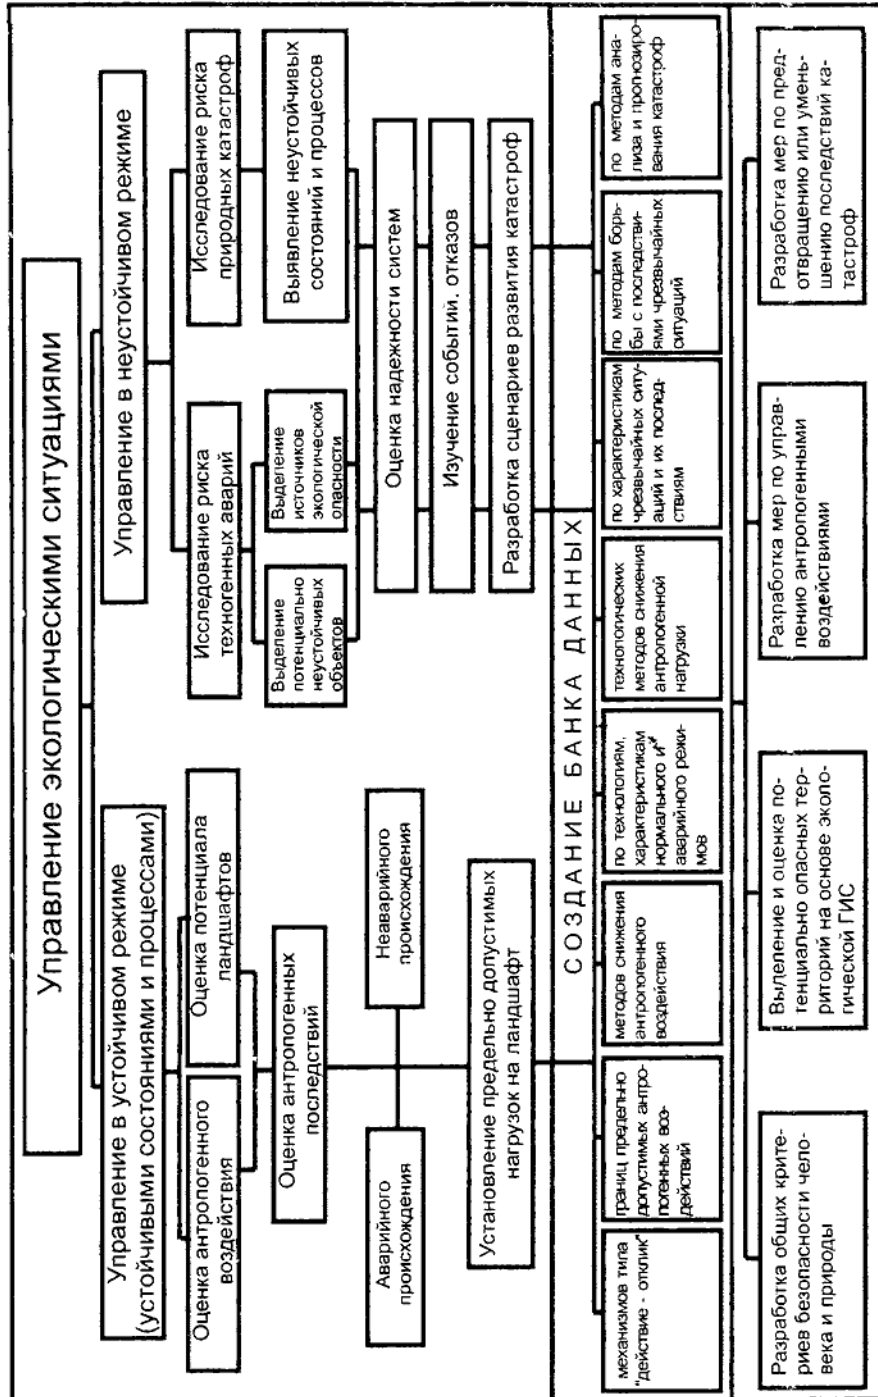 Управление экологическими ситуациями
Управление в устойчивом режиме
(устойчивыми состояниями и процессами)
Управление в неустойчивом режиме
Оценка антропогенного
воздействия
Оценка потенциала
ландшафтов
Исследование риска
техногенных аварий
Исследование риска
природных катастроф
Оценка антропогенных
последствий
Выделение
потенциально
неустойчивых
объектов
Выделение
источников
экологической
опасности
Выявление неустойчивых
состояний и процессов
Аварийного
происхождения
Неаварийного
происхождения
Оценка надежности систем
Изучение событий. отказов
Установление предельно допустимых
нагрузок на ландшафт
Разработка сценариев развития катастроф
СОЗДАНИЕ БАНКА ДАННЫХ
механизмов типа
"действие - отклик"
границ предельно
допустимых антро-
погенных воз-
действий
методов снижения
антропогенного
воздействия
по технологиям,
характеристикам
нормального и
аварийного режи-
мов
технологических
методов снижения
антропогенной
нагрузки
по характеристикам
чрезвычайных ситу-
аций и их послед-
ствиям
по методам борь-
бы с последстви-
ями чрезвычайных
ситуаций
по методам ана-
лиза и прогнозиро-
вания катастроф
Разработка общих крите-
риев безопасности чело-
века и природы
Выделение и оценка по-
тенциально опасных тер-
риторий на основе эколо-
гической ГИС
Разработка мер по управ-
лению антропогенными
воздействиями
Разработка мер по пред-
отвращению или умень-
шению последствий ка-
тастроф